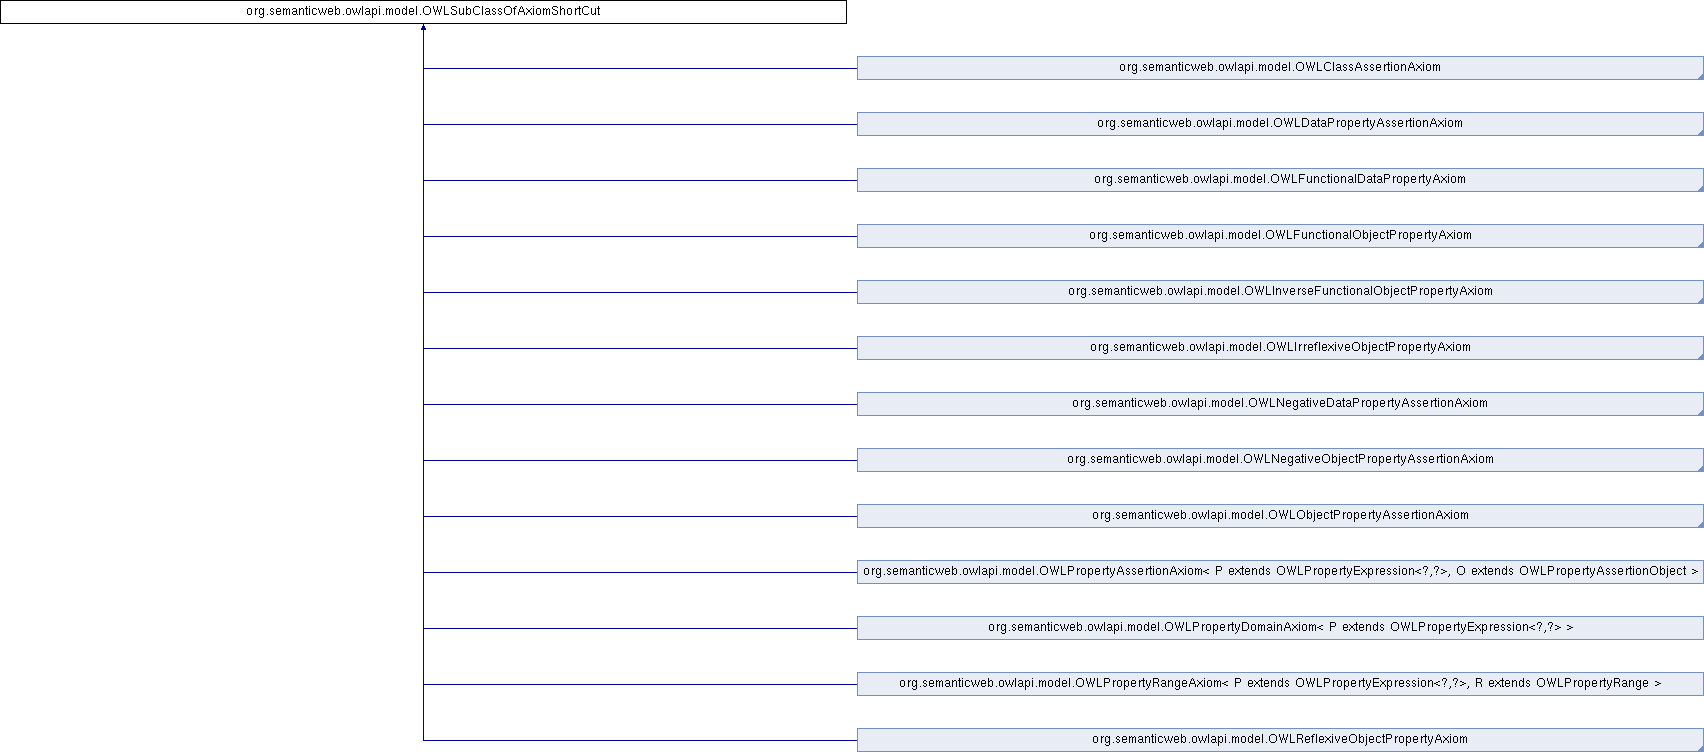 org.semanticweb.owlapi.model.OWLSubClassOfAxiomShortCut
org.semanticweb.owlapi.model.OWLClassAssertionAxiom
org.semanticweb.owlapi.model.OWLDataPropertyAssertionAxiom
org.semanticweb.owlapi.model.OWLFunctionalDataPropertyAxiom
org.semanticweb.owlapi.model.OWLFunctionalObjectPropertyAxiom
org.semanticweb.owlapi.model.OWLInverseFunctionalObjectPropertyAxiom
org.semanticweb.owlapi.model.OWLIrreflexiveObjectPropertyAxiom
org.semanticweb.owlapi.model.OWLNegativeDataPropertyAssertionAxiom
org.semanticweb.owlapi.model.OWLNegativeObjectPropertyAssertionAxiom
org.semanticweb.owlapi.model.OWLObjectPropertyAssertionAxiom
org.semanticweb.owlapi.model.OWLPropertyAssertionAxiom< P extends OWLPropertyExpression<?,?>, O extends OWLPropertyAssertionObject >
org.semanticweb.owlapi.model.OWLPropertyDomainAxiom< P extends OWLPropertyExpression<?,?> >
org.semanticweb.owlapi.model.OWLPropertyRangeAxiom< P extends OWLPropertyExpression<?,?>, R extends OWLPropertyRange >
org.semanticweb.owlapi.model.OWLReflexiveObjectPropertyAxiom